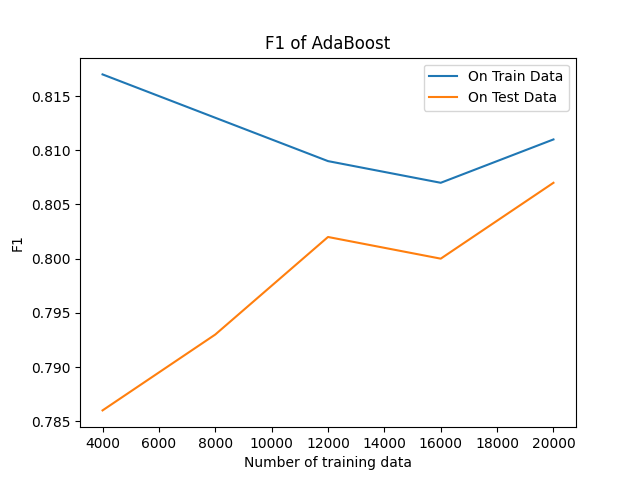 F1 of AdaBoost
On Train Data
On Test Data
0.815
0.810
0.805
0.800
0.795
0.790
0.785
F1
4000 6000 8000 10000 12000 14000 16000 18000 20000
Number of training data